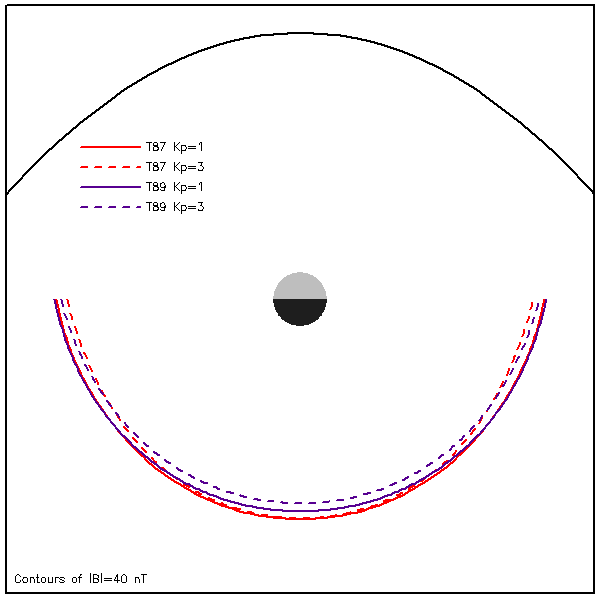 T87 Kp=1
T87 Kp=3
T89 Kp=1
T89 Kp=3
Contours of |B|=40 nT